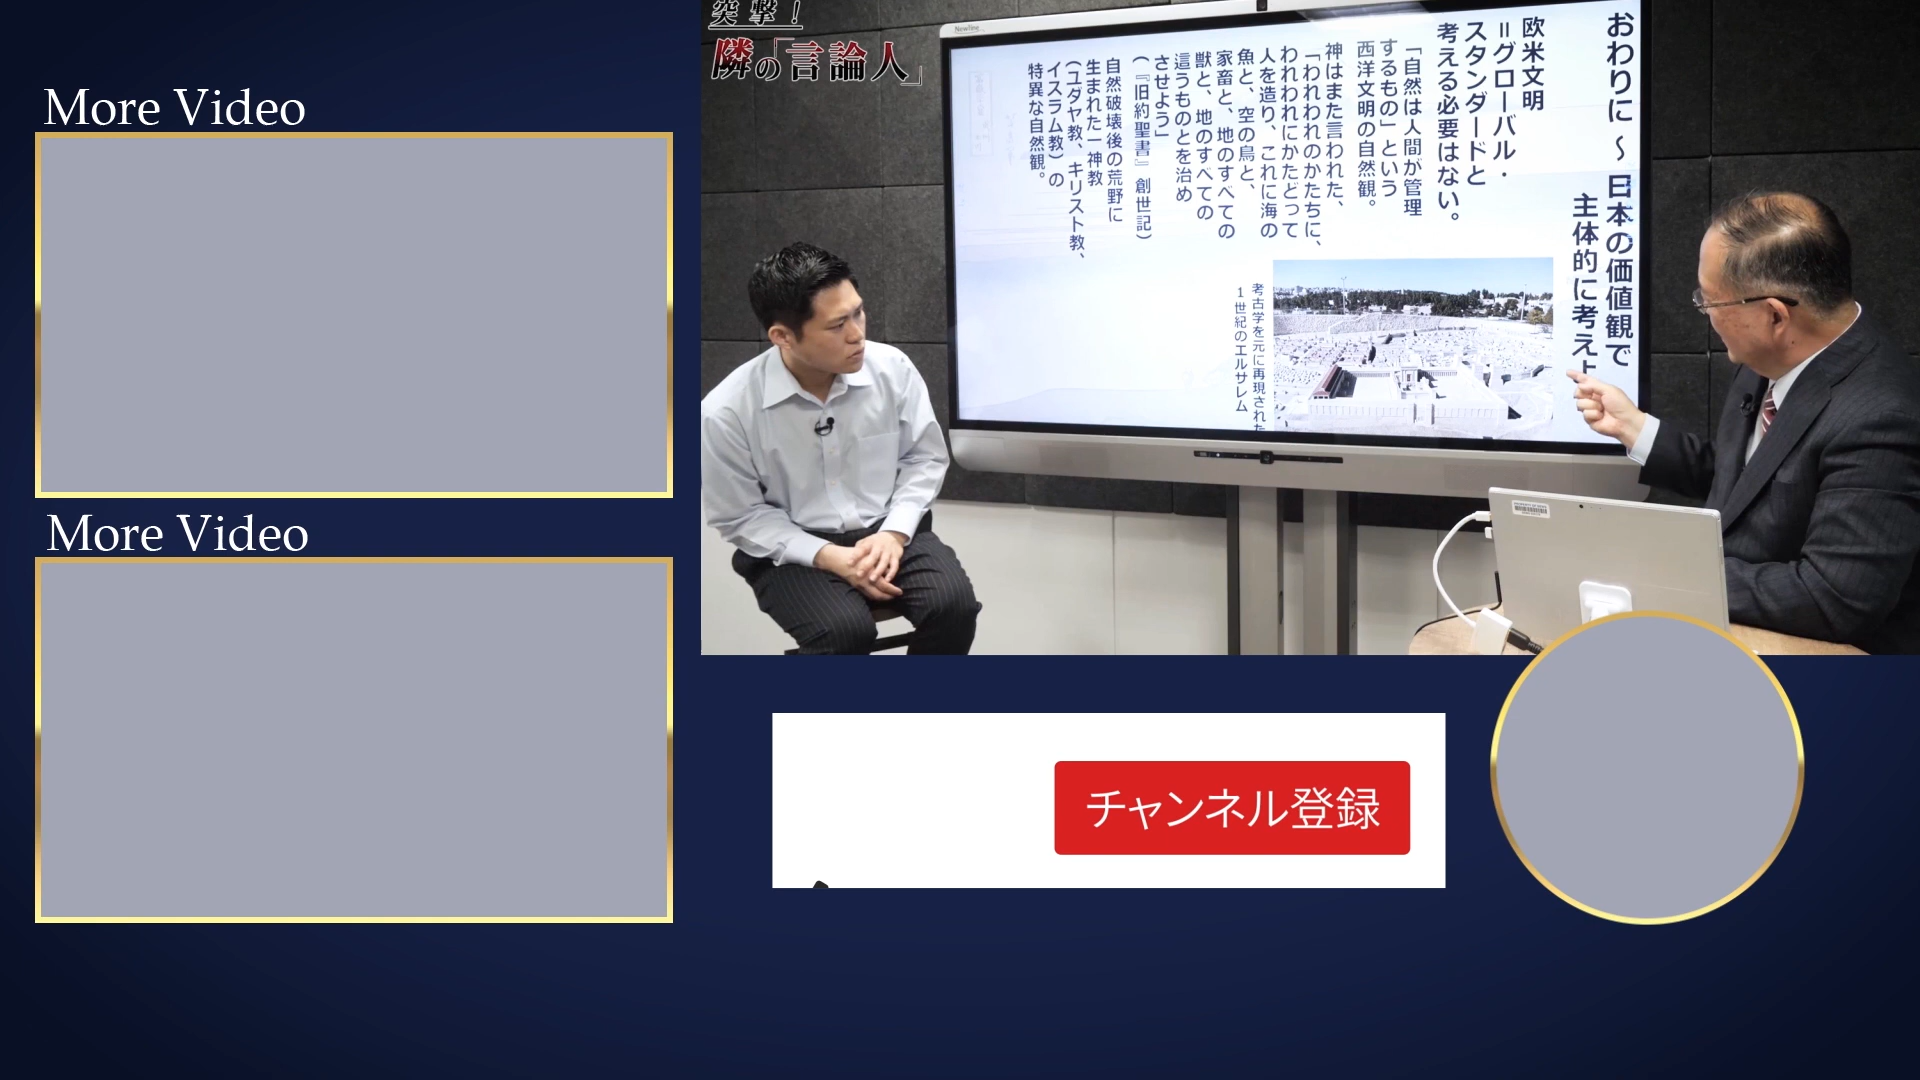 More Video
More Video
突撃！
隣の「言論人」
Newline
おわりに ～ 日本の価値観で
主体的に考えよ
欧米文明
＝グローバル・
スタンダードと
考える必要はない。
「自然は人間が管理
するもの」という
西洋文明の自然観。
神はまた言われた、
「われわれのかたちに、
われわれにかたどって
人を造り、これに海の
魚と、空の鳥と、
家畜と、地のすべての
獣と、地のすべての
這うものとを治め
させよう」
（『旧約聖書』創世記）
自然破壊後の荒野に
生まれた一神教
（ユダヤ教、キリスト教、
イスラム教）の
特異な自然観。
考古学を元に再現された
1世紀のエルサレム
チャンネル登録